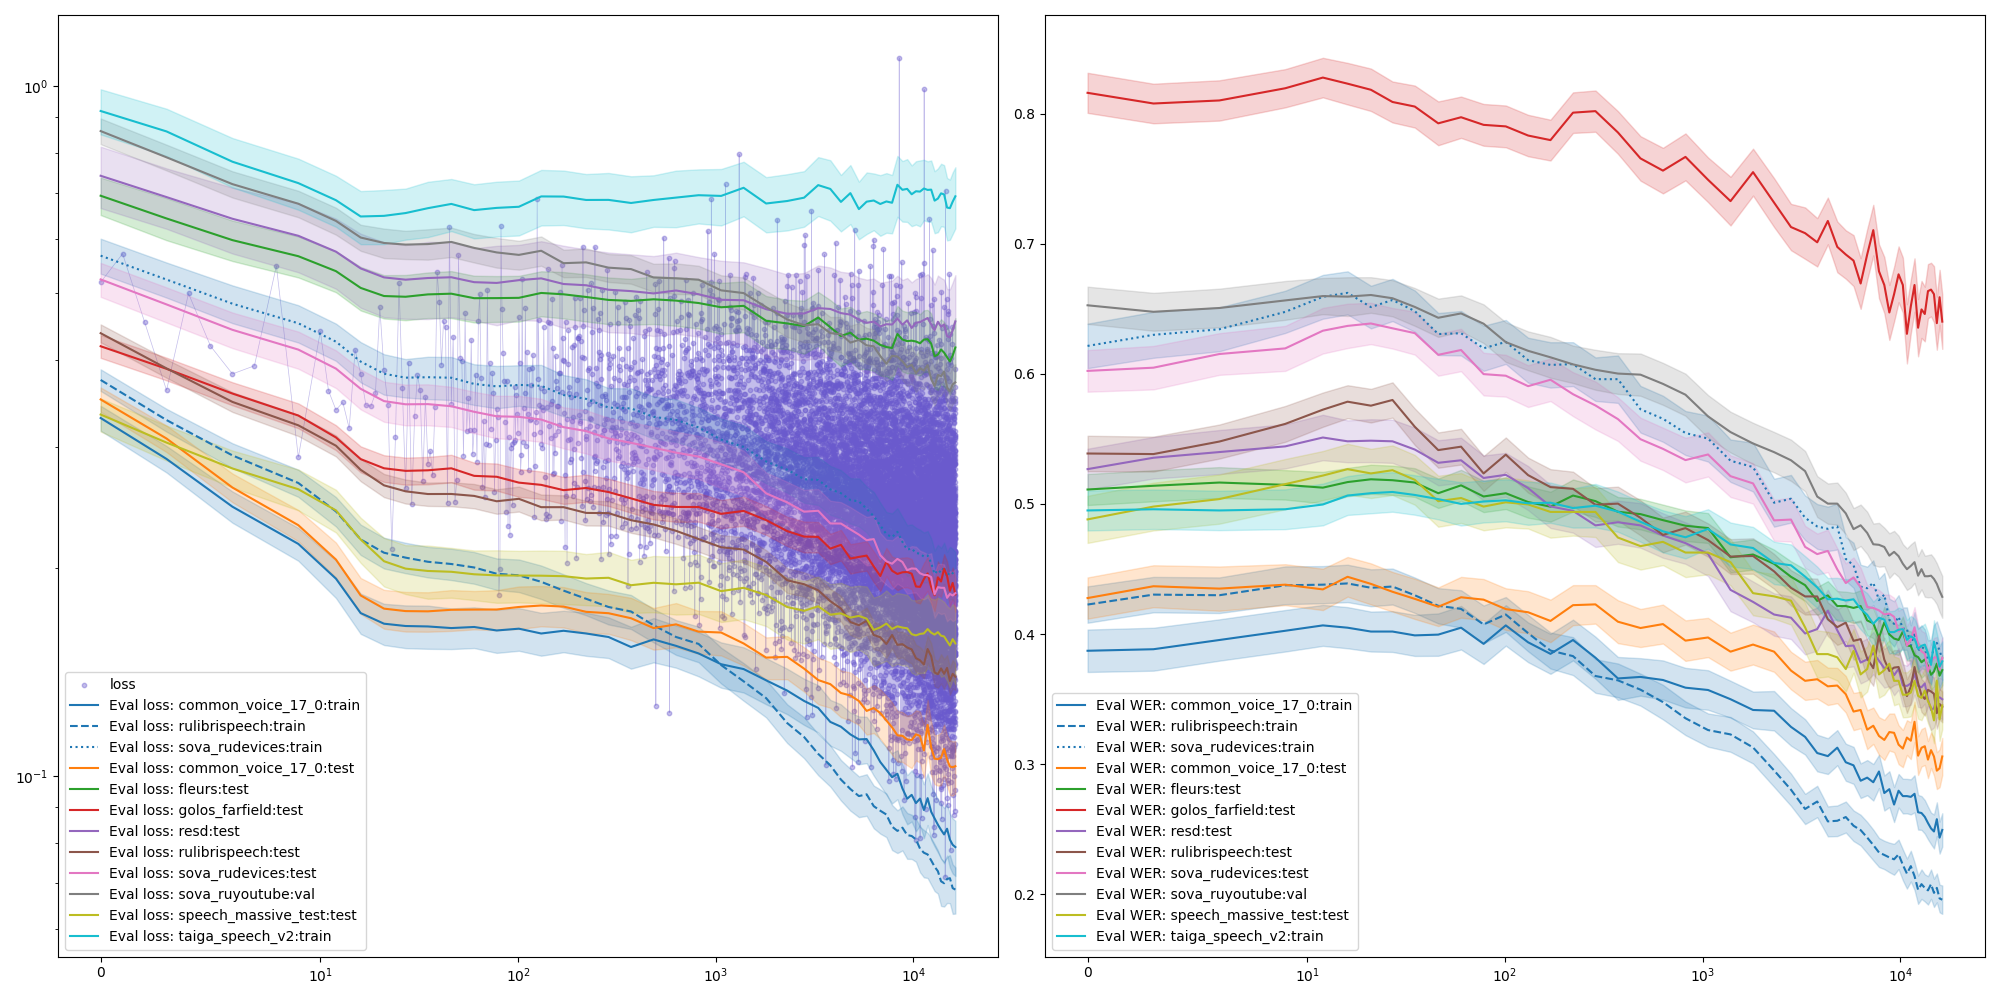 10⁰
10⁻¹
0
10¹
10²
10³
10⁴
loss
Eval loss: common_voice_17_0:train
Eval loss: rulibrispeech:train
Eval loss: sova_rudevices:train
Eval loss: common_voice_17_0:test
Eval loss: fleurs:test
Eval loss: golos_farfield:test
Eval loss: resd:test
Eval loss: rulibrispeech:test
Eval loss: sova_rudevices:test
Eval loss: sova_ruyoutube:val
Eval loss: speech_massive_test:test
Eval loss: taiga_speech_v2:train
0.8
0.7
0.6
0.5
0.4
0.3
0.2
0
10¹
10²
10³
10⁴
Eval WER: common_voice_17_0:train
Eval WER: rulibrispeech:train
Eval WER: sova_rudevices:train
Eval WER: common_voice_17_0:test
Eval WER: fleurs:test
Eval WER: golos_farfield:test
Eval WER: resd:test
Eval WER: rulibrispeech:test
Eval WER: sova_rudevices:test
Eval WER: sova_ruyoutube:val
Eval WER: speech_massive_test:test
Eval WER: taiga_speech_v2:train